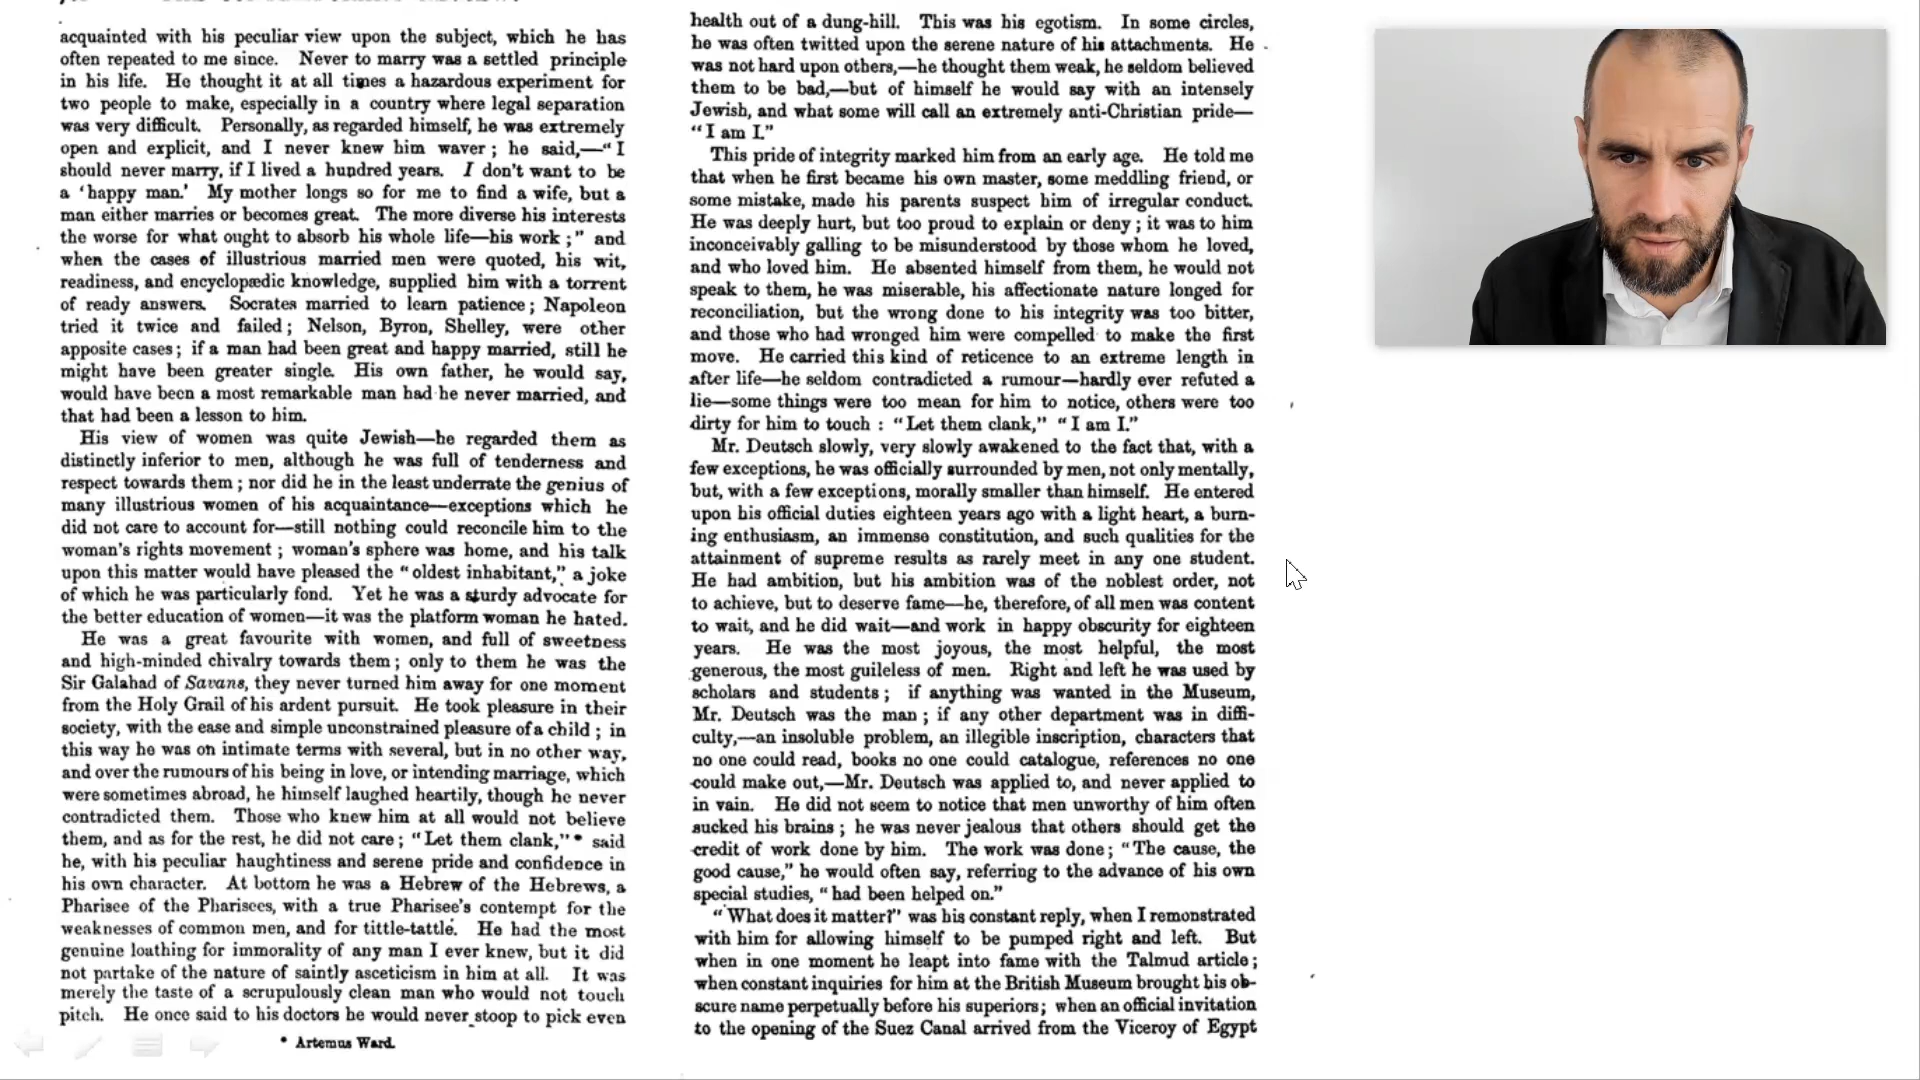 acquainted with his peculiar view upon the subject, which he has
often repeated to me since. Never to marry was a settled principle
in his life. He thought it at all times a hazardous experiment for
two people to make, especially in a country where legal separation
was very difficult. Personally, as regarded himself, he was extremely
open and explicit, and I never knew him waver; he said,—“I
should never marry, if I lived a hundred years. I don't want to be
a ‘happy man.’ My mother longs so for me to find a wife, but a
man either marries or becomes great. The more diverse his interests
the worse for what ought to absorb his whole life—his work;” and
when the cases of illustrious married men were quoted, his wit,
readiness, and encyclopædic knowledge, supplied him with a torrent
of ready answers. Socrates married to learn patience; Napoleon
tried it twice and failed; Nelson, Byron, Shelley, were other
apposite cases; if a man had been great and happy married, still he
might have been greater single. His own father, he would say,
would have been a most remarkable man had he never married, and
that had been a lesson to him.
His view of women was quite Jewish—he regarded them as
distinctly inferior to men, although he was full of tenderness and
respect towards them; nor did he in the least underrate the genius of
many illustrious women of his acquaintance—exceptions which he
did not care to account for—still nothing could reconcile him to the
woman's rights movement; woman's sphere was home, and his talk
upon this matter would have pleased the “oldest inhabitant,” a joke
of which he was particularly fond. Yet he was a sturdy advocate for
the better education of women—it was the platform woman he hated.
He was a great favourite with women, and full of sweetness
and high-minded chivalry towards them; only to them he was the
Sir Galahad of Savans, they never turned him away for one moment
from the Holy Grail of his ardent pursuit. He took pleasure in their
society, with the ease and simple unconstrained pleasure of a child; in
this way he was on intimate terms with several, but in no other way,
and over the rumours of his being in love, or intending marriage, which
were sometimes abroad, he himself laughed heartily, though he never
contradicted them. Those who knew him at all would not believe
them, and as for the rest, he did not care; “Let them clank,”* said
he, with his peculiar haughtiness and serene pride and confidence in
his own character. At bottom he was a Hebrew of the Hebrews, a
Pharisee of the Pharisees, with a true Pharisee's contempt for the
weaknesses of common men, and for tittle-tattle. He had the most
genuine loathing for immorality of any man I ever knew, but it did
not partake of the nature of saintly asceticism in him at all. It was
merely the taste of a scrupulously clean man who would not touch
pitch. He once said to his doctors he would never stoop to pick even
* Artemus Ward.
health out of a dung-hill. This was his egotism. In some circles,
he was often twitted upon the serene nature of his attachments. He
was not hard upon others,—he thought them weak, he seldom believed
them to be bad,—but of himself he would say with an intensely
Jewish, and what some will call an extremely anti-Christian pride—
“I am I.”
This pride of integrity marked him from an early age. He told me
that when he first became his own master, some meddling friend, or
some mistake, made his parents suspect him of irregular conduct.
He was deeply hurt, but too proud to explain or deny; it was to him
inconceivably galling to be misunderstood by those whom he loved,
and who loved him. He absented himself from them, he would not
speak to them, he was miserable, his affectionate nature longed for
reconciliation, but the wrong done to his integrity was too bitter,
and those who had wronged him were compelled to make the first
move. He carried this kind of reticence to an extreme length in
after life—he seldom contradicted a rumour—hardly ever refuted a
lie—some things were too mean for him to notice, others were too
dirty for him to touch: “Let them clank,” “I am I.”
Mr. Deutsch slowly, very slowly awakened to the fact that, with a
few exceptions, he was officially surrounded by men, not only mentally,
but, with a few exceptions, morally smaller than himself. He entered
upon his official duties eighteen years ago with a light heart, a burn-
ing enthusiasm, an immense constitution, and such qualities for the
attainment of supreme results as rarely meet in any one student.
He had ambition, but his ambition was of the noblest order, not
to achieve, but to deserve fame—he, therefore, of all men was content
to wait, and he did wait—and work in happy obscurity for eighteen
years. He was the most joyous, the most helpful, the most
generous, the most guileless of men. Right and left he was used by
scholars and students; if anything was wanted in the Museum,
Mr. Deutsch was the man; if any other department was in diffi-
culty,—an insoluble problem, an illegible inscription, characters that
no one could read, books no one could catalogue, references no one
could make out,—Mr. Deutsch was applied to, and never applied to
in vain. He did not seem to notice that men unworthy of him often
sucked his brains; he was never jealous that others should get the
credit of work done by him. The work was done; “The cause, the
good cause,” he would often say, referring to the advance of his own
special studies, “had been helped on.”
“What does it matter?” was his constant reply, when I remonstrated
with him for allowing himself to be pumped right and left. But
when in one moment he leapt into fame with the Talmud article;
when constant inquiries for him at the British Museum brought his ob-
scure name perpetually before his superiors; when an official invitation
to the opening of the Suez Canal arrived from the Viceroy of Egypt